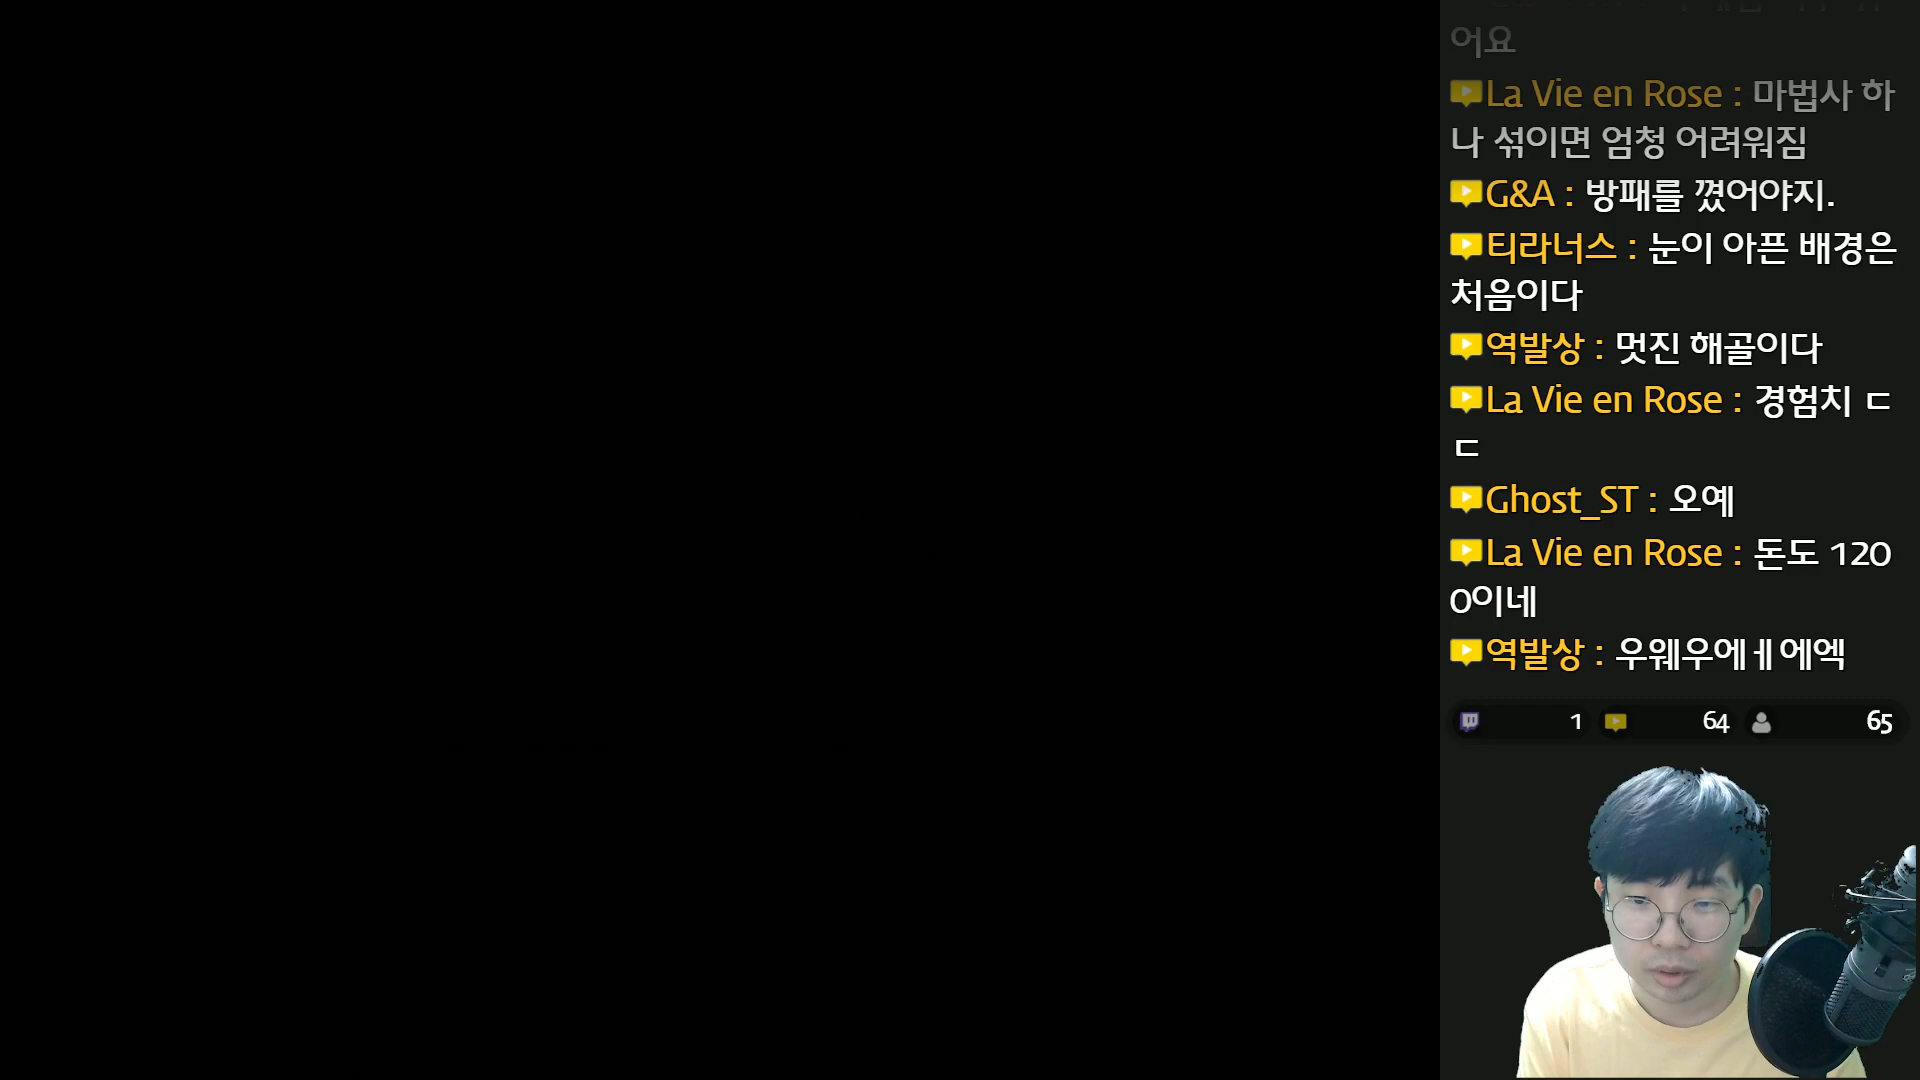 어요
La Vie en Rose : 마법사 하
나 섞이면 엄청 어려워짐
G&A : 방패를 꼈어야지.
티라너스 : 눈이 아픈 배경은
처음이다
역발상 : 멋진 해골이다
La Vie en Rose : 경험치 ㄷ
ㄷ
Ghost_ST : 오예
La Vie en Rose : 돈도 120
0이네
역발상 : 우웨우에ㅔ에엑
1 64 65